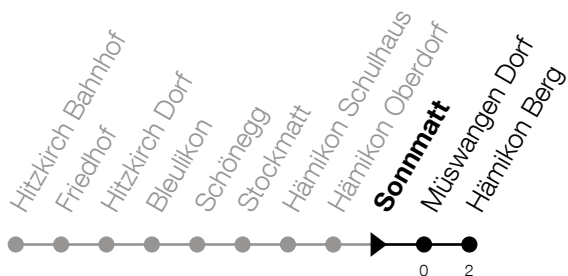 Hitzkirch Bahnhof
Friedhof
Hitzkirch Dorf
Bleulikon
Schönegg
Stockmatt
Hämikon Schulhaus
Hämikon Oberdorf
Sonnmatt
Müswangen Dorf
Hämikon Berg
0 2